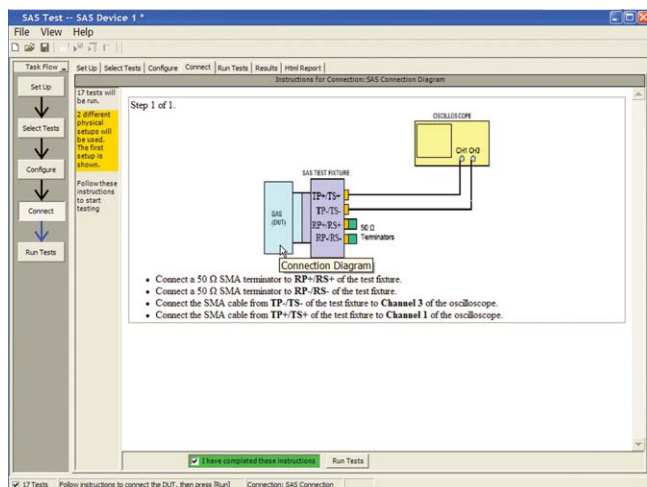 SAS Test -- SAS Device 1 *
File View Help
Task Flow
Set Up
Select Tests
Configure
Connect
Run Tests
Set Up Select Tests Configure Connect Run Tests Results Html Report
Instructions for Connection: SAS Connection Diagram
17 tests will
be run.
2 different
physical
setups will
be used.
The first
setup is
shown.
Follow these
instructions
to start
testing
Step 1 of 1.
OSCILLOSCOPE
CH1 CH3
SAS TEST FIXTURE
SAS
(DUT)
TP+/TS+
TP-/TS-
RP+/RS+
RP-/RS-
50 Ω
Terminators
Connection Diagram
• Connect a 50 Ω SMA terminator to RP+/RS+ of the test fixture.
• Connect a 50 Ω SMA terminator to RP-/RS- of the test fixture.
• Connect the SMA cable from TP-/TS- of the test fixture to Channel 3 of the oscilloscope.
• Connect the SMA cable from TP+/TS+ of the test fixture to Channel 1 of the oscilloscope.
I have completed these instructions
Run Tests
17 Tests Follow instructions to connect the DUT, then press [Run] Connection: SAS Connection